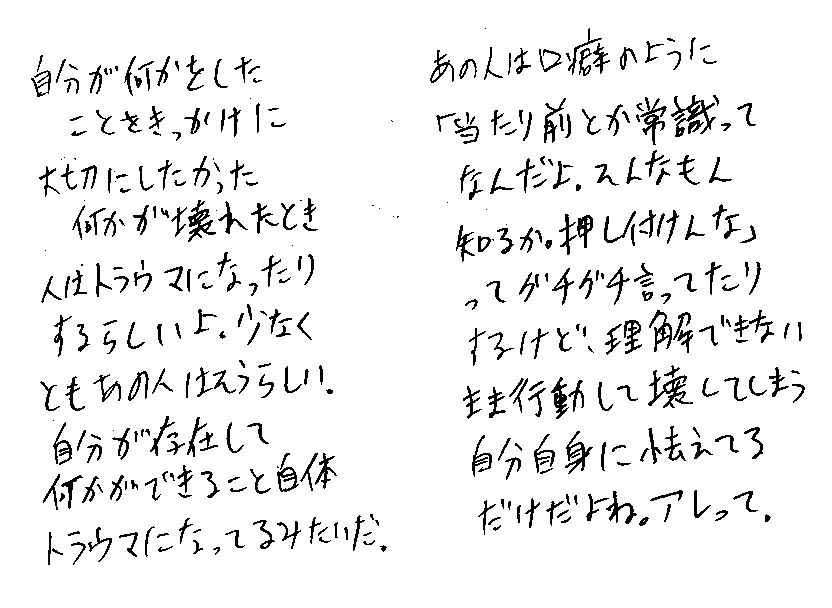 自分が何かをした
ことをきっかけに
大切にしたかった
何かが壊れたとき
人はトラウマになったり
するらしいよ。少なく
ともあの人はそうらしい。
自分が存在して
何かができること自体
トラウマになってるみたいだ。
あの人は口癖のように
「当たり前とか常識って
なんだよ。そんなもん
知るか。押し付けんな」
ってグチグチ言ってたり
するけど、理解できない
まま行動して壊してしまう
自分自身に怯えてる
だけだよね。アレって。